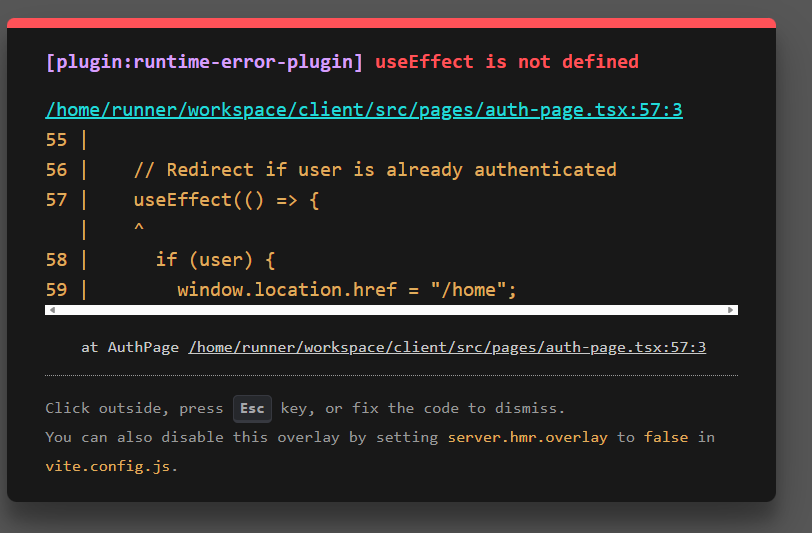 [plugin:runtime-error-plugin] useEffect is not defined
/home/runner/workspace/client/src/pages/auth-page.tsx:57:3
55 |
56 |    // Redirect if user is already authenticated
57 |    useEffect(() => {
   |    ^
58 |      if (user) {
59 |        window.location.href = "/home";
at AuthPage /home/runner/workspace/client/src/pages/auth-page.tsx:57:3
Click outside, press Esc key, or fix the code to dismiss.
You can also disable this overlay by setting server.hmr.overlay to false in
vite.config.js.